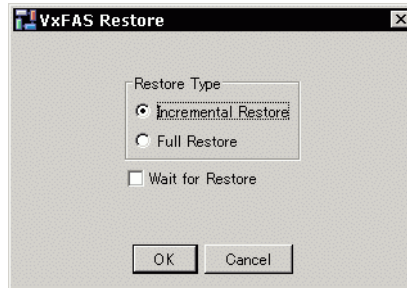 VxFAS Restore
Restore Type
Incremental Restore
Full Restore
Wait for Restore
OK
Cancel